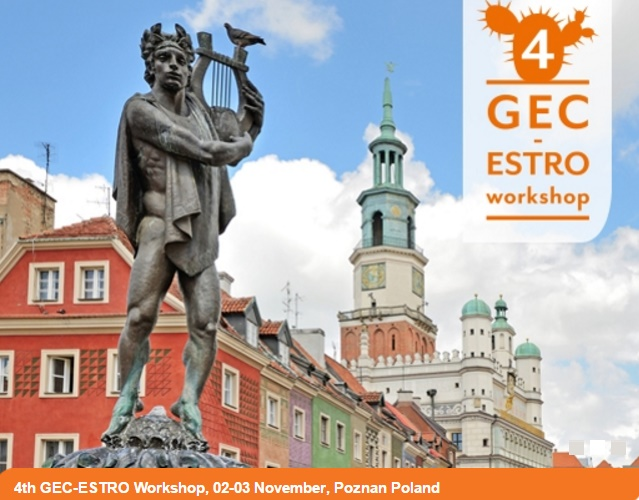 4
GEC
-
ESTRO
workshop
4th GEC-ESTRO Workshop, 02-03 November, Poznan Poland